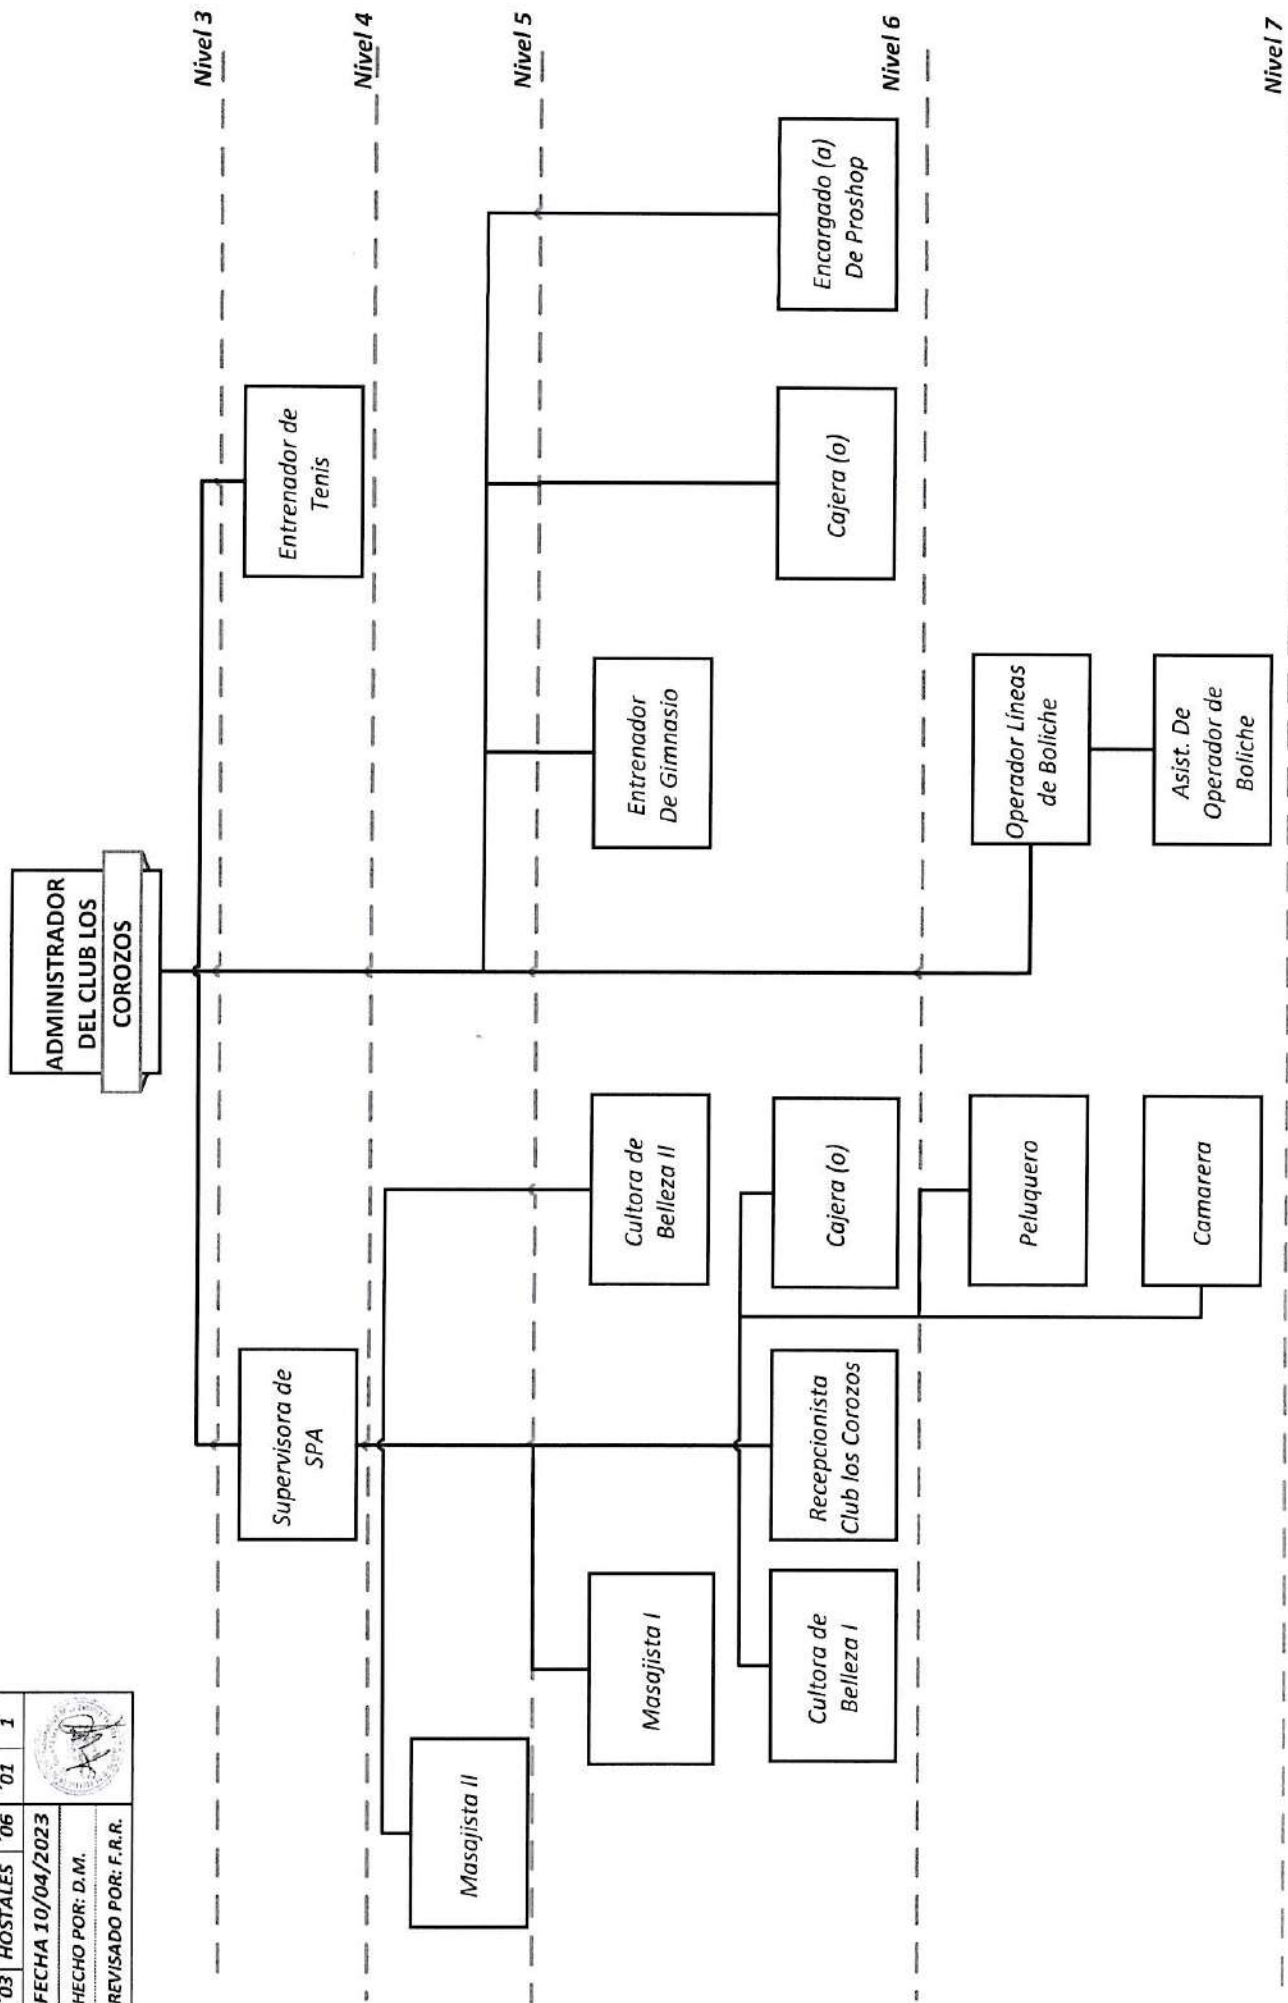 '03 HOSTALES '06 '01 1
FECHA 10/04/2023
HECHO POR: D.M.
REVISADO POR: F.R.R.
ADMINISTRADOR
DEL CLUB LOS
COROZOS
Nivel 3
Supervisora de
SPA
Entrenador de
Tenis
Nivel 4
Masajista II
Nivel 5
Masajista I
Cultora de
Belleza II
Entrenador
De Gimnasio
Cultora de
Belleza I
Recepcionista
Club los Corozos
Cajera (o)
Cajera (o)
Encargado (a)
De Proshop
Nivel 6
Peluquero
Operador Líneas
de Boliche
Camarera
Asist. De
Operador de
Boliche
Nivel 7